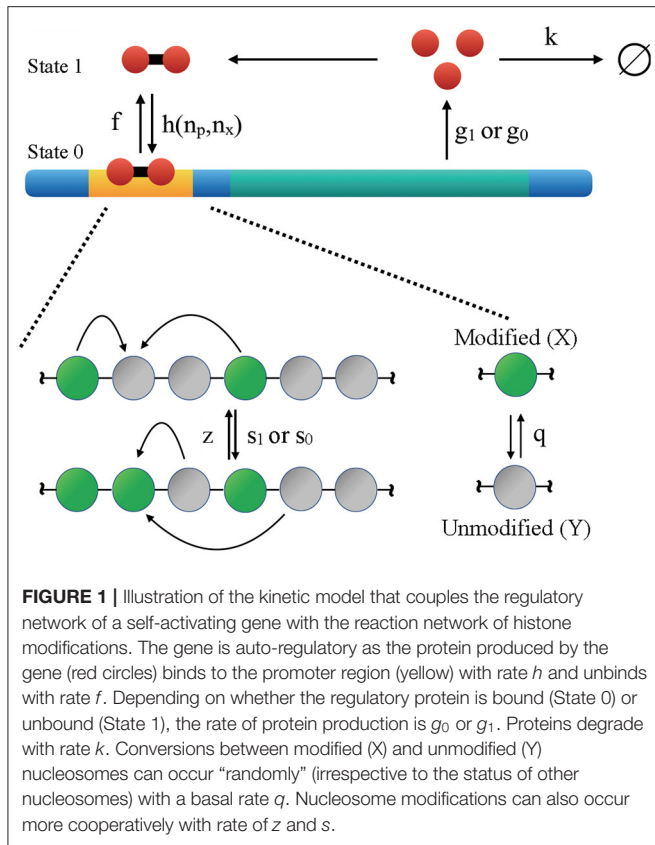 State 1
k
f
h(nₚ,nₓ)
g₁ or g₀
State 0
Modified (X)
z
s₁ or s₀
q
Unmodified (Y)
FIGURE 1 | Illustration of the kinetic model that couples the regulatory
network of a self-activating gene with the reaction network of histone
modifications. The gene is auto-regulatory as the protein produced by the
gene (red circles) binds to the promoter region (yellow) with rate h and unbinds
with rate f. Depending on whether the regulatory protein is bound (State 0) or
unbound (State 1), the rate of protein production is g₀ or g₁. Proteins degrade
with rate k. Conversions between modified (X) and unmodified (Y)
nucleosomes can occur “randomly” (irrespective to the status of other
nucleosomes) with a basal rate q. Nucleosome modifications can also occur
more cooperatively with rate of z and s.